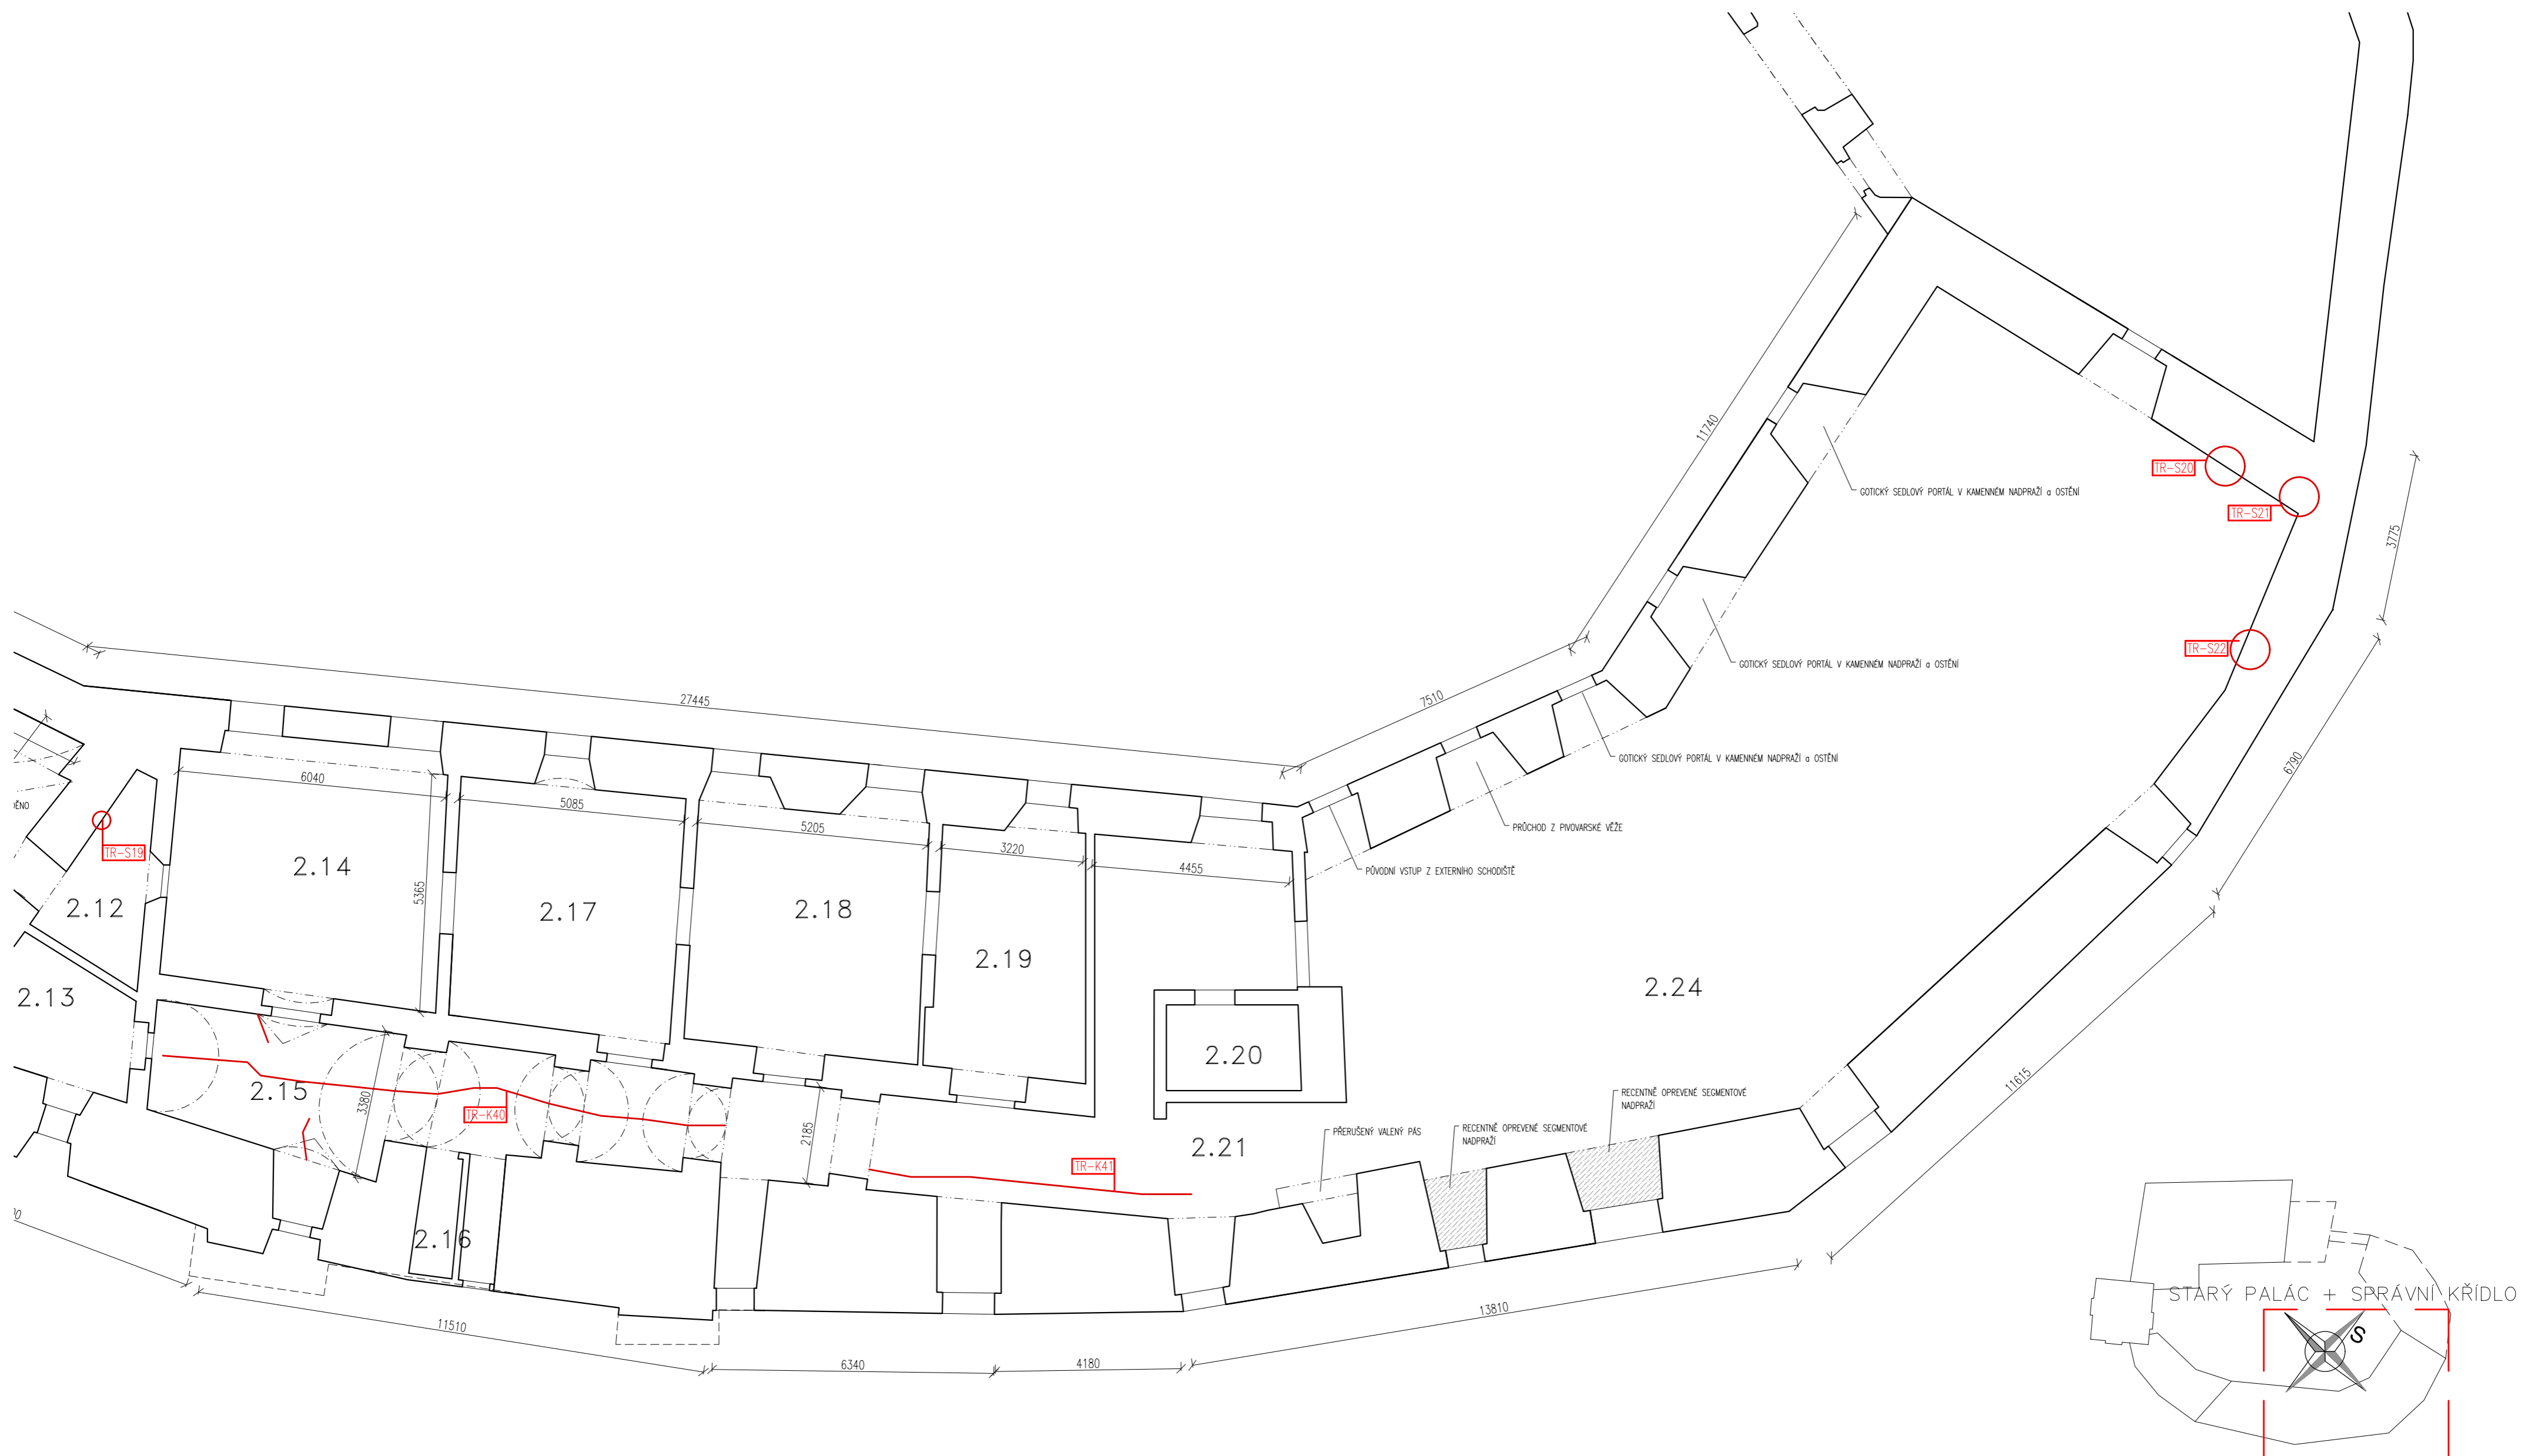 11740
GOTICKÝ SEDLOVÝ PORTÁL V KAMENNÉM NADPRAŽÍ a OSTĚNÍ
TR-S20
TR-S21
3775
TR-S22
GOTICKÝ SEDLOVÝ PORTÁL V KAMENNÉM NADPRAŽÍ a OSTĚNÍ
27445
7510
GOTICKÝ SEDLOVÝ PORTÁL V KAMENNÉM NADPRAŽÍ a OSTĚNÍ
6790
6040
5085
5205
3220
4455
PRŮCHOD Z PIVOVARSKÉ VĚŽE
PŮVODNÍ VSTUP Z EXTERNÍHO SCHODIŠTĚ
ĚNO
TR-S19
2.12
2.14
5365
2.17
2.18
2.19
2.24
2.13
2.15
3380
TR-K40
2185
2.20
11615
RECENTNĚ OPREVENÉ SEGMENTOVÉ
NADPRAŽÍ
RECENTNĚ OPREVENÉ SEGMENTOVÉ
NADPRAŽÍ
PŘERUŠENÝ VALENÝ PÁS
2.21
TR-K41
2.16
11510
6340
4180
13810
STARÝ PALÁC + SPRÁVNÍ KŘÍDLO
S